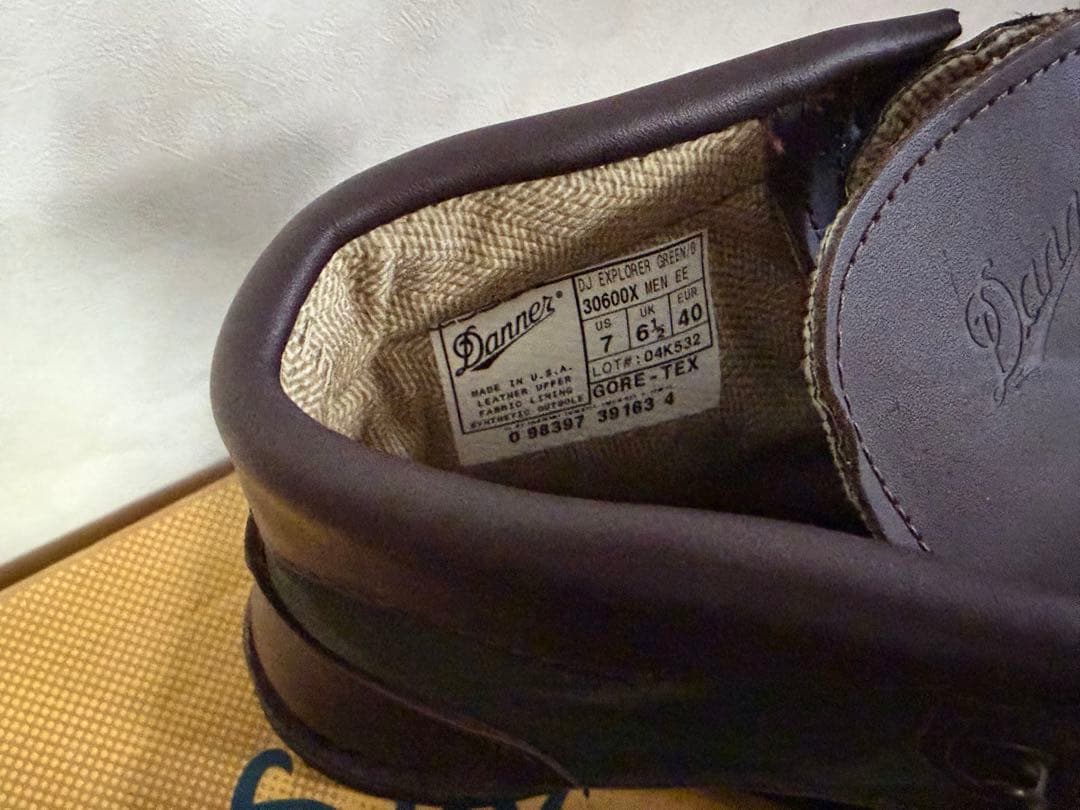 Danner®
MADE IN U.S.A.
LEATHER UPPER
FABRIC LINING
SYNTHETIC OUTSOLE
DJ EXPLORER GREEN/B
30600X MEN EE
US UK EUR
7 6½ 40
LOT#:04K532
GORE-TEX
0 98397 39163 4
Dann